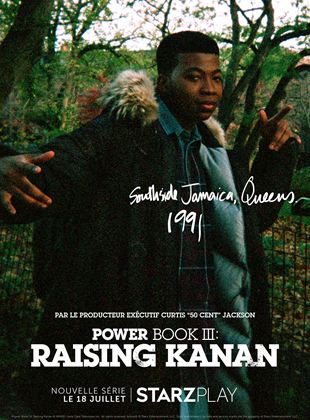 Southside Jamaica, Queens
1991
PAR LE PRODUCTEUR EXÉCUTIF CURTIS "50 CENT" JACKSON
POWER BOOK III:
RAISING KANAN
NOUVELLE SÉRIE
LE 18 JUILLET
STARZPLAY